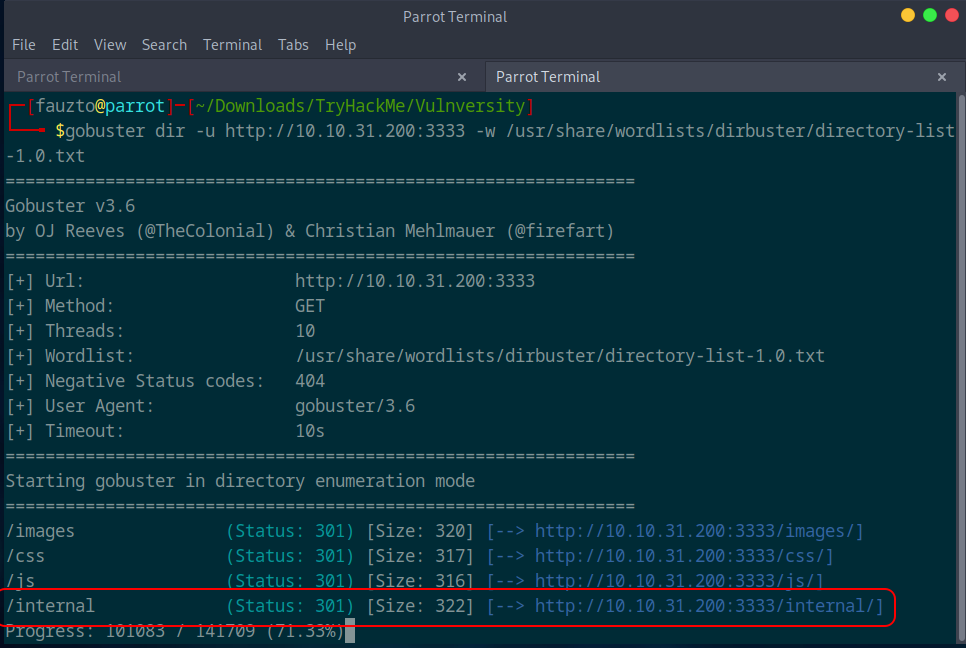 Parrot Terminal
File Edit View Search Terminal Tabs Help
Parrot Terminal × Parrot Terminal ×
[fauzto@parrot]─[~/Downloads/TryHackMe/Vulnversity]
$gobuster dir -u http://10.10.31.200:3333 -w /usr/share/wordlists/dirbuster/directory-list
-1.0.txt
===============================================================
Gobuster v3.6
by OJ Reeves (@TheColonial) & Christian Mehlmauer (@firefart)
===============================================================
[+] Url: http://10.10.31.200:3333
[+] Method: GET
[+] Threads: 10
[+] Wordlist: /usr/share/wordlists/dirbuster/directory-list-1.0.txt
[+] Negative Status codes: 404
[+] User Agent: gobuster/3.6
[+] Timeout: 10s
===============================================================
Starting gobuster in directory enumeration mode
===============================================================
/images (Status: 301) [Size: 320] [--> http://10.10.31.200:3333/images/]
/css (Status: 301) [Size: 317] [--> http://10.10.31.200:3333/css/]
/js (Status: 301) [Size: 316] [--> http://10.10.31.200:3333/js/]
/internal (Status: 301) [Size: 322] [--> http://10.10.31.200:3333/internal/]
Progress: 101083 / 141709 (71.33%)